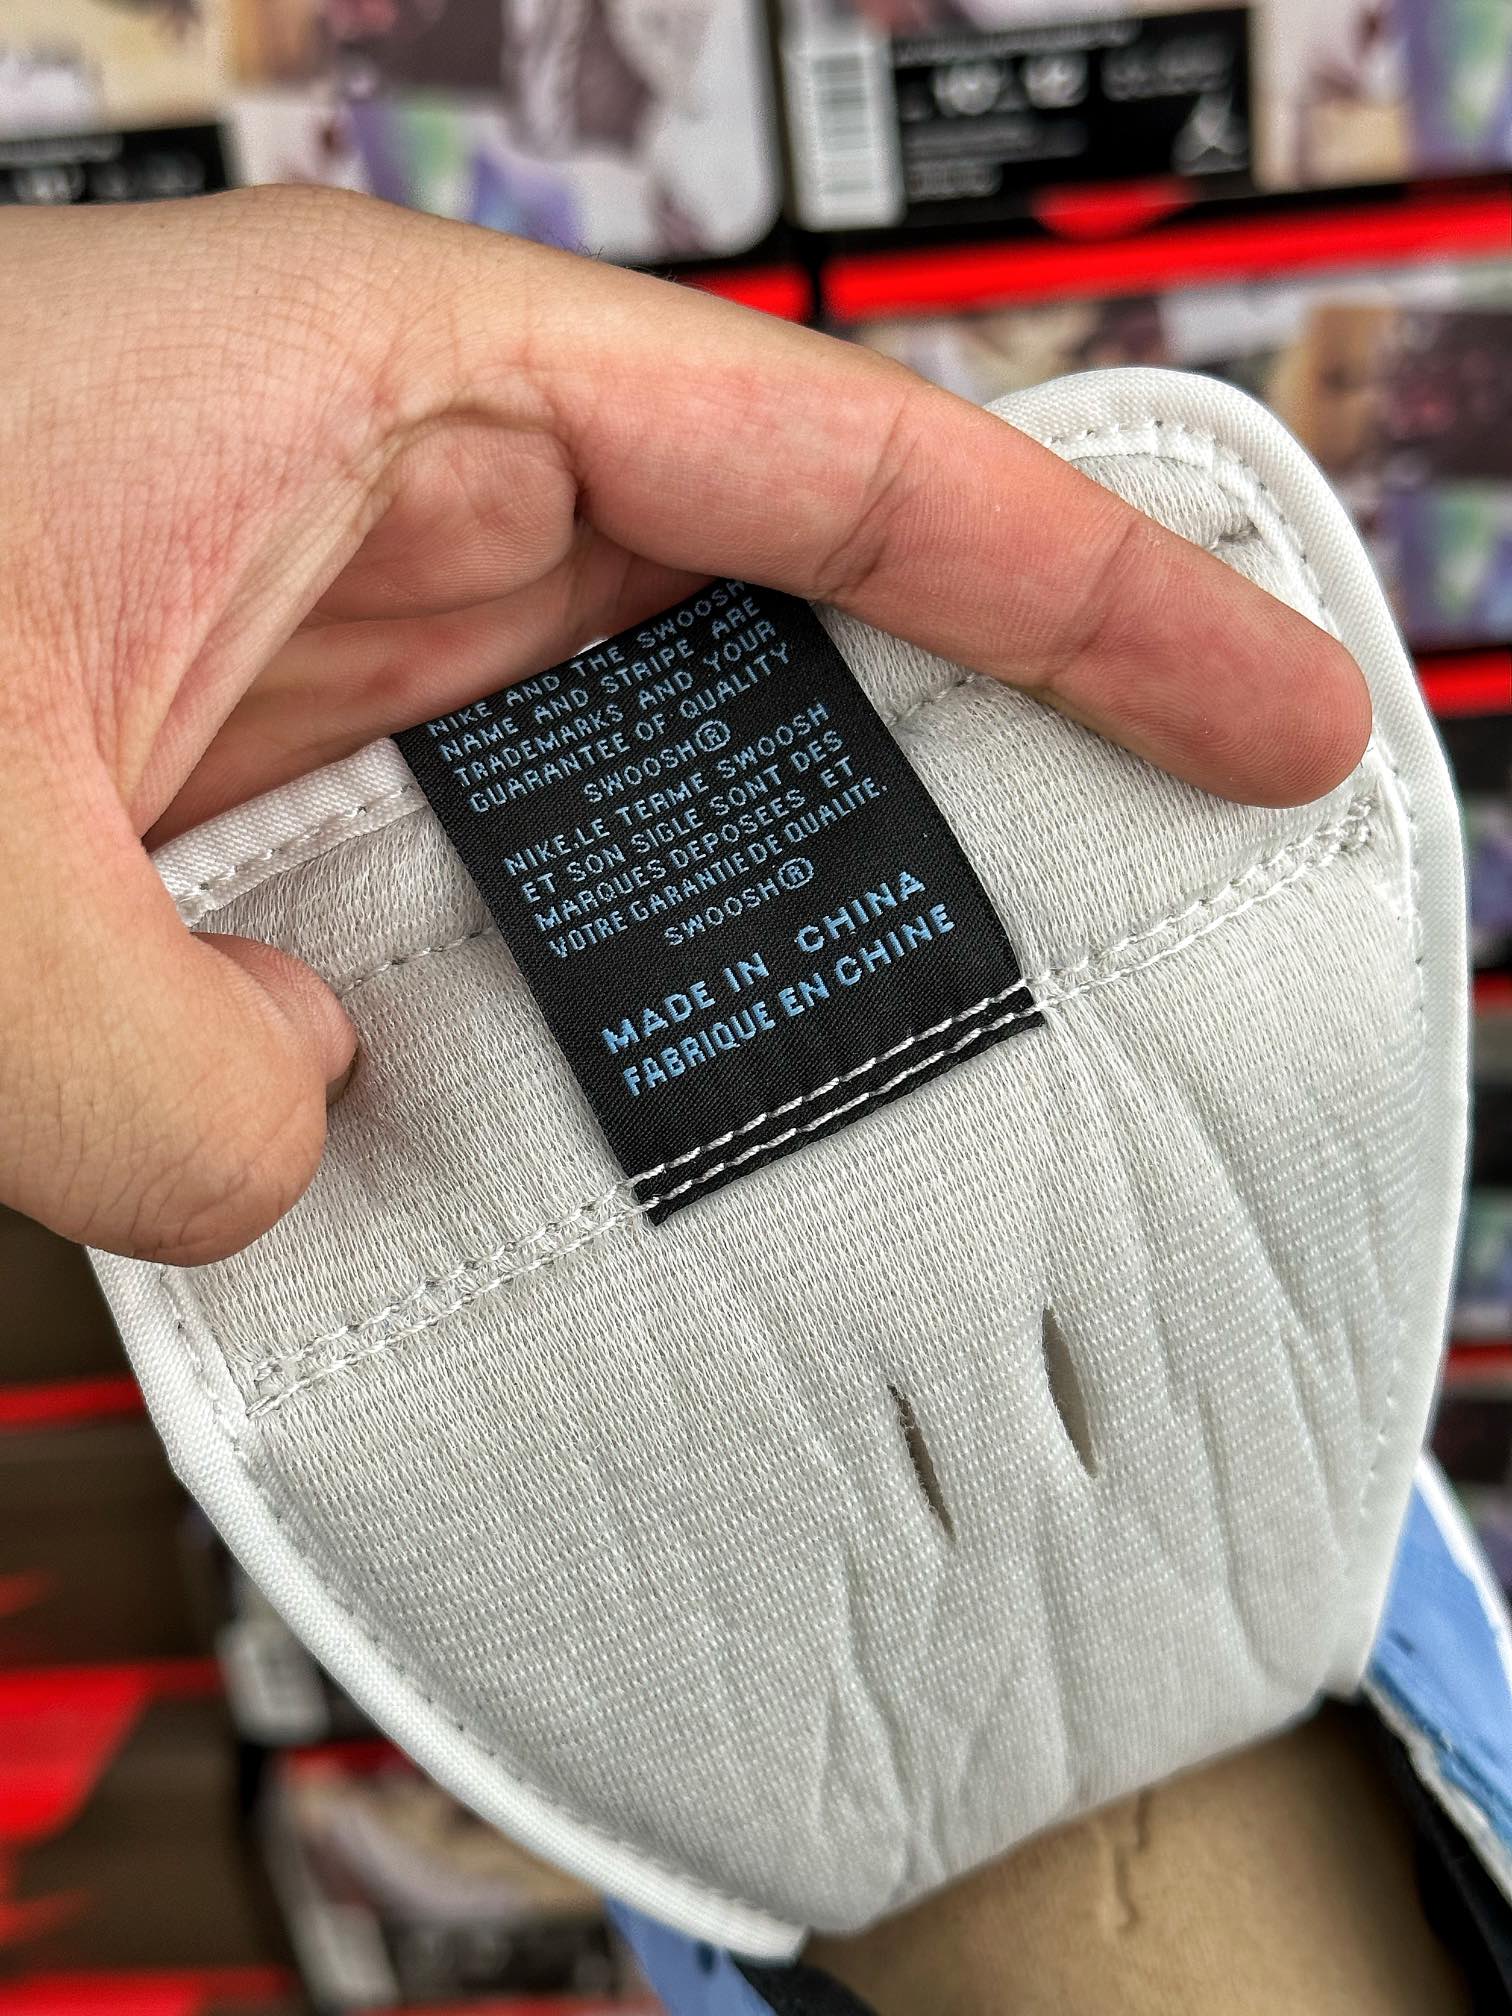 NIKE AND THE SWOOSH
NAME AND STRIPE ARE
TRADEMARKS AND YOUR
GUARANTEE OF QUALITY
SWOOSH®
NIKE.LE TERME SWOOSH
ET SON SIGLE SONT DES
MARQUES DEPOSEES ET
VOTRE GARANTIE DE QUALITE.
SWOOSH®
MADE IN CHINA
FABRIQUE EN CHINE